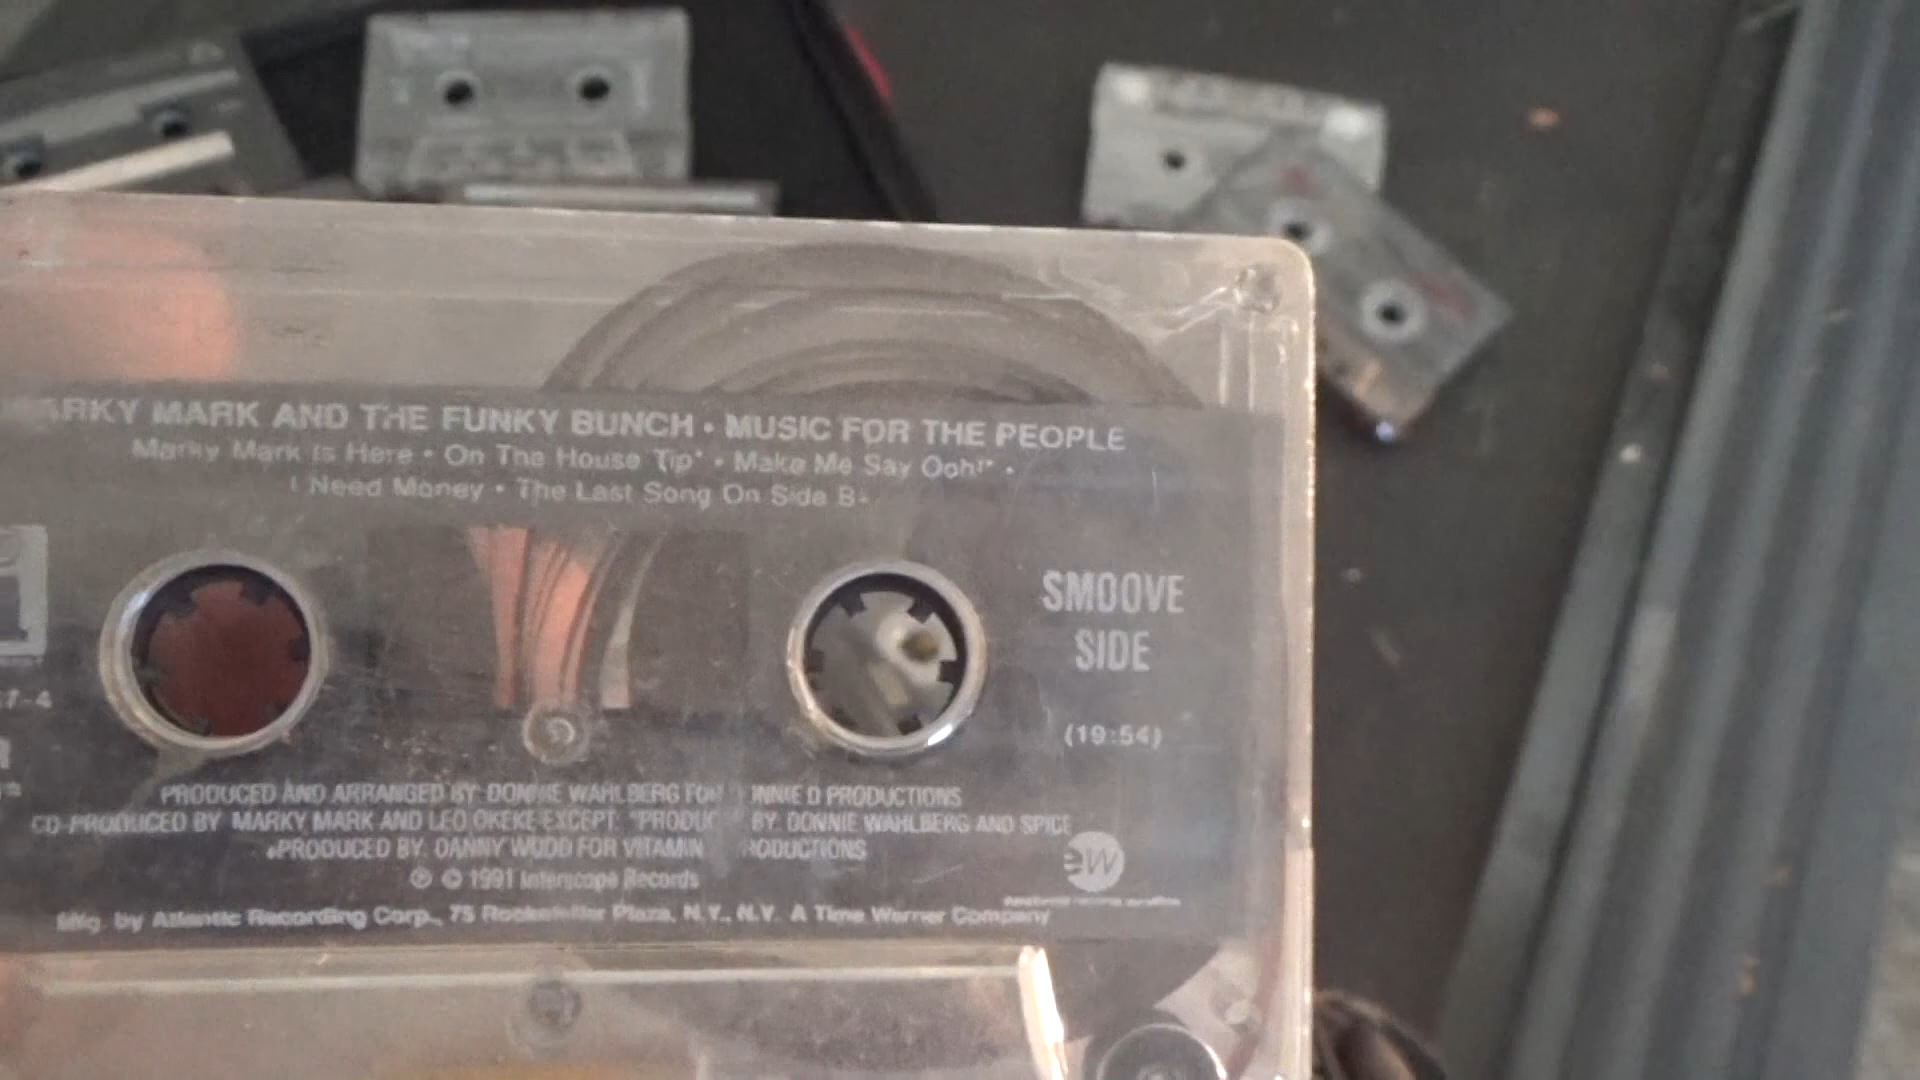 ARKY MARK AND THE FUNKY BUNCH • MUSIC FOR THE PEOPLE
Marky Mark Is Here • On The House Tip* • Make Me Say Ooh!* •
I Need Money • The Last Song On Side B+
SMOOVE
SIDE
7-4
(19:54)
R
PRODUCED AND ARRANGED BY DONNIE WAHLBERG FOR NNIE D PRODUCTIONS
CO-PRODUCED BY MARKY MARK AND LEO OKEKE EXCEPT: *PRODUC BY DONNIE WAHLBERG AND SPICE
PRODUCED BY DANNY WOOD FOR VITAMIN RODUCTIONS
℗ © 1991 Interscope Records
Mfg. by Atlantic Recording Corp., 75 Rockefeller Plaza, N.Y., N.Y. A Time Warner Company